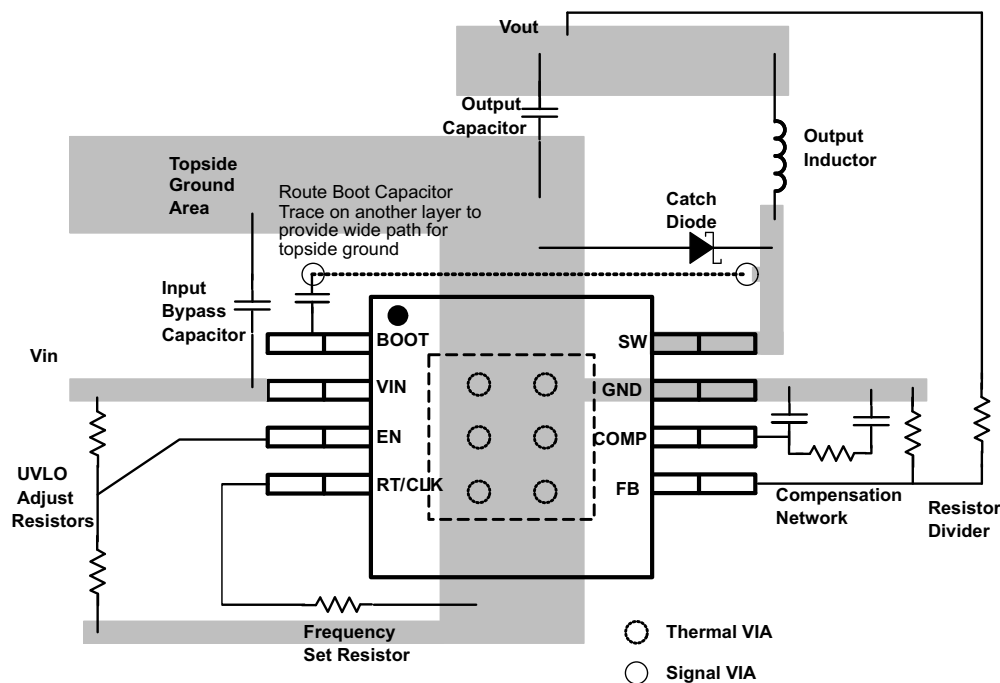 Vout
Output
Capacitor
Output
Inductor
Topside
Ground
Area
Route Boot Capacitor
Trace on another layer to
provide wide path for
topside ground
Catch
Diode
Input
Bypass
Capacitor
Vin
BOOT
SW
VIN
GND
EN
COMP
RT/CLK
FB
UVLO
Adjust
Resistors
Compensation
Network
Resistor
Divider
Frequency
Set Resistor
Thermal VIA
Signal VIA